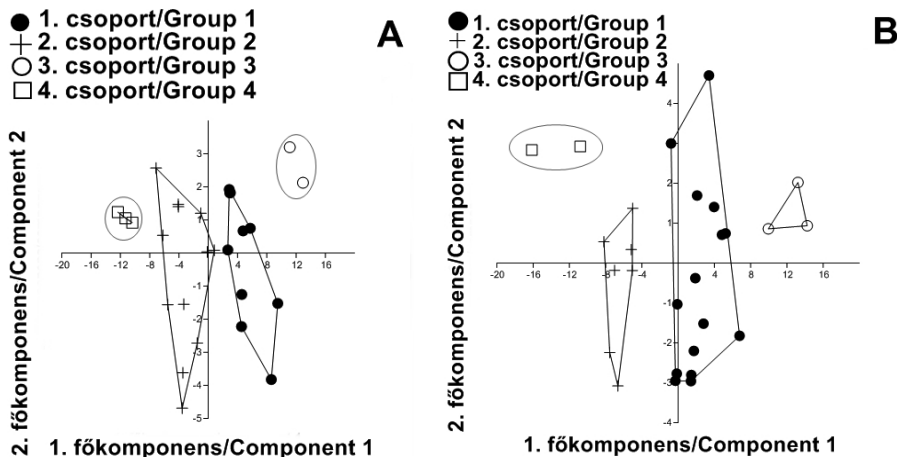 1. csoport/Group 1
2. csoport/Group 2
3. csoport/Group 3
4. csoport/Group 4
A
2. főkomponens/Component 2
3
2
1
-20 -16 -12 -8 -4 4 8 12 16 20
-1
-2
-3
-4
-5
1. főkomponens/Component 1
1. csoport/Group 1
2. csoport/Group 2
3. csoport/Group 3
4. csoport/Group 4
B
2. főkomponens/Component 2
4
3
2
1
-20 -16 -12 -8 -4 4 8 12 16
-1
-2
-3
-4
1. főkomponens/Component 1